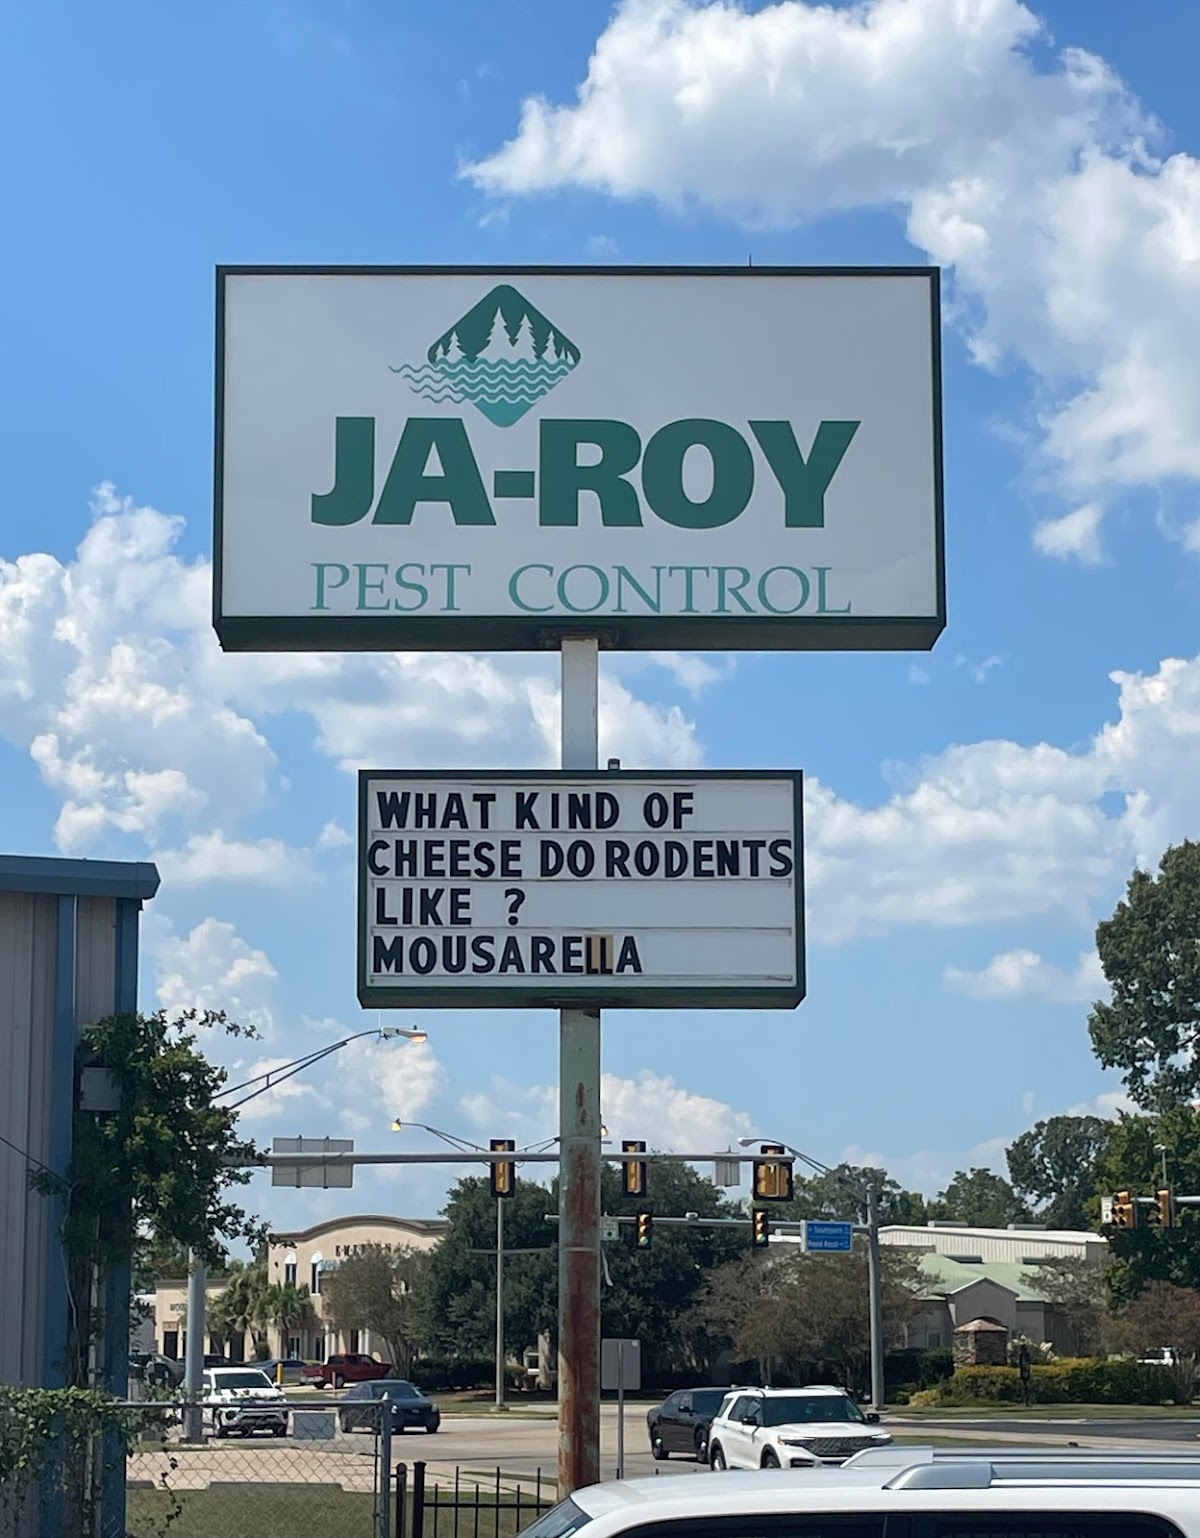 JA-ROY
PEST CONTROL
WHAT KIND OF
CHEESE DO RODENTS
LIKE ?
MOUSARELLA